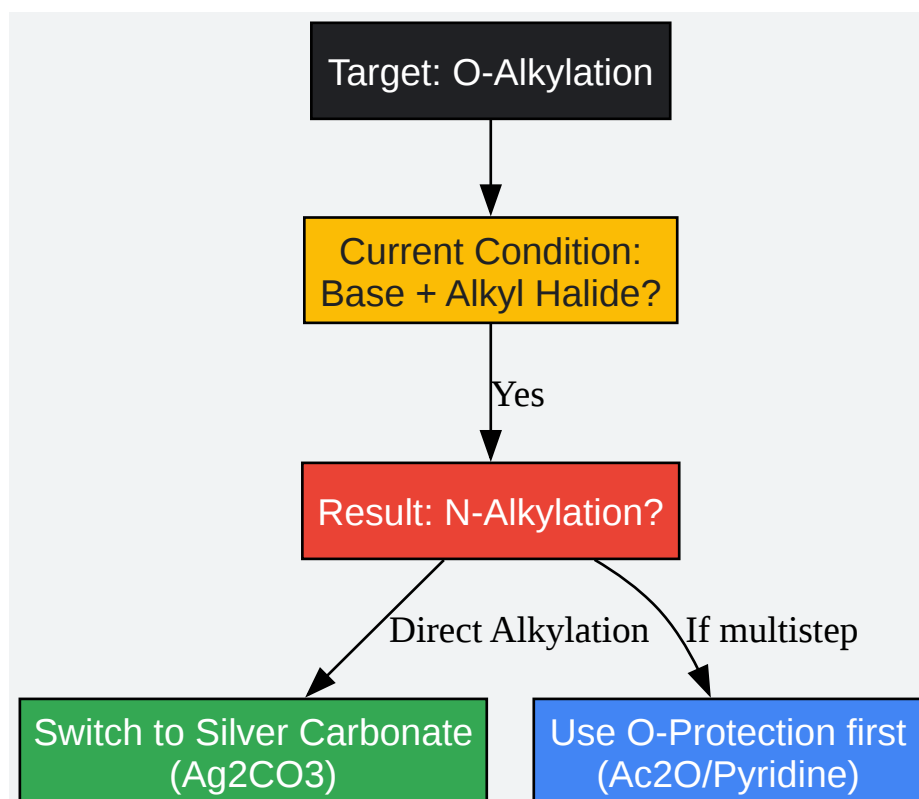 Target: O-Alkylation
Current Condition:
Base + Alkyl Halide?
Yes
Result: N-Alkylation?
Direct Alkylation
If multistep
Switch to Silver Carbonate
(Ag2CO3)
Use O-Protection first
(Ac2O/Pyridine)